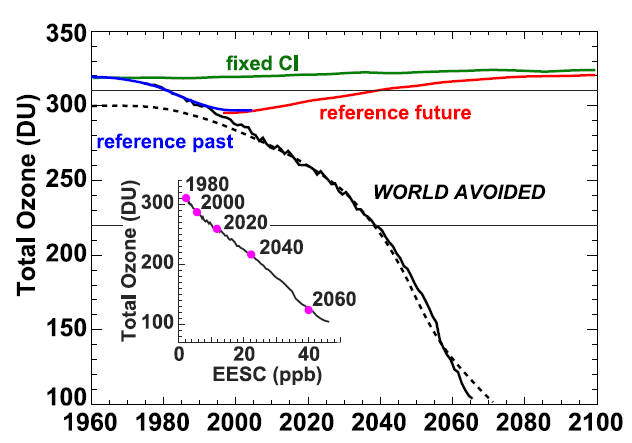 350
300
250
220
150
100
Total Ozone (DU)
fixed Cl
reference future
reference past
WORLD AVOIDED
Total Ozone (DU)
300
200
100
1980
2000
2020
2040
2060
0 20 40
EESC (ppb)
1960 1980 2000 2020 2040 2060 2080 2100